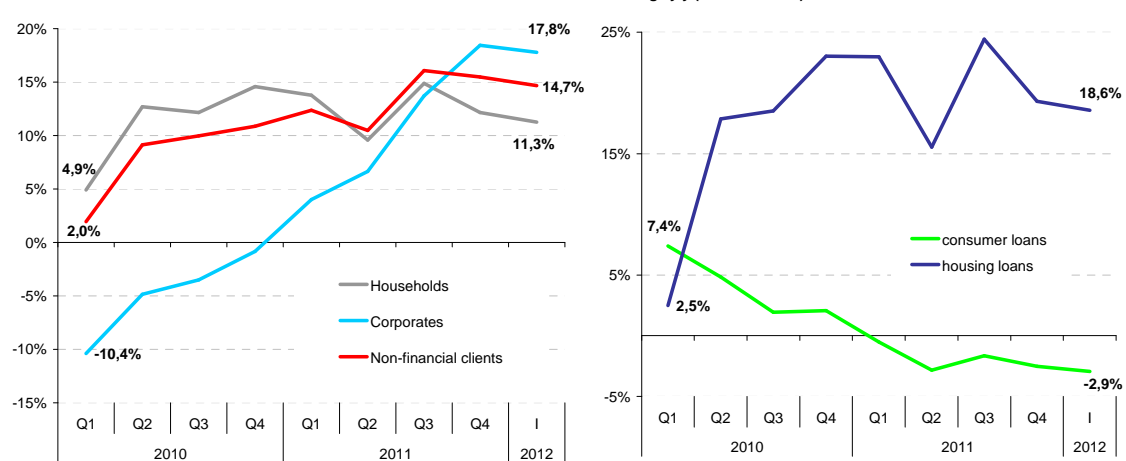 20%
15%
10%
5%
0%
-5%
-10%
-15%
17,8%
14,7%
11,3%
4,9%
2,0%
-10,4%
Households
Corporates
Non-financial clients
Q1 Q2 Q3 Q4 Q1 Q2 Q3 Q4 I
2010 2011 2012
25%
15%
5%
-5%
18,6%
7,4%
2,5%
-2,9%
consumer loans
housing loans
Q1 Q2 Q3 Q4 Q1 Q2 Q3 Q4 I
2010 2011 2012